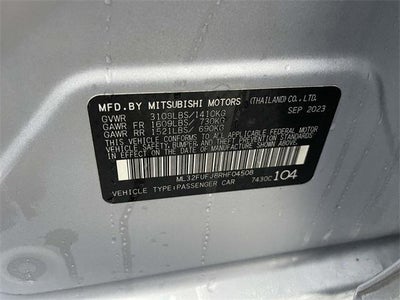 MFD.BY MITSUBISHI MOTORS (THAILAND)CO.,LTD.
SEP 2023
GVWR 3109LBS/1410KG
GAWR FR 1609LBS/ 730KG
GAWR RR 1521LBS/ 690KG
THIS VEHICLE CONFORMS TO ALL APPLICABLE FEDERAL MOTOR
VEHICLE SAFETY, BUMPER AND THEFT PREVENTION STANDARDS
IN EFFECT ON THE DATE OF MANUFACTURE SHOWN ABOVE.
ML32FUFJ8RHF04508
VEHICLE TYPE:PASSENGER CAR 7430C 104